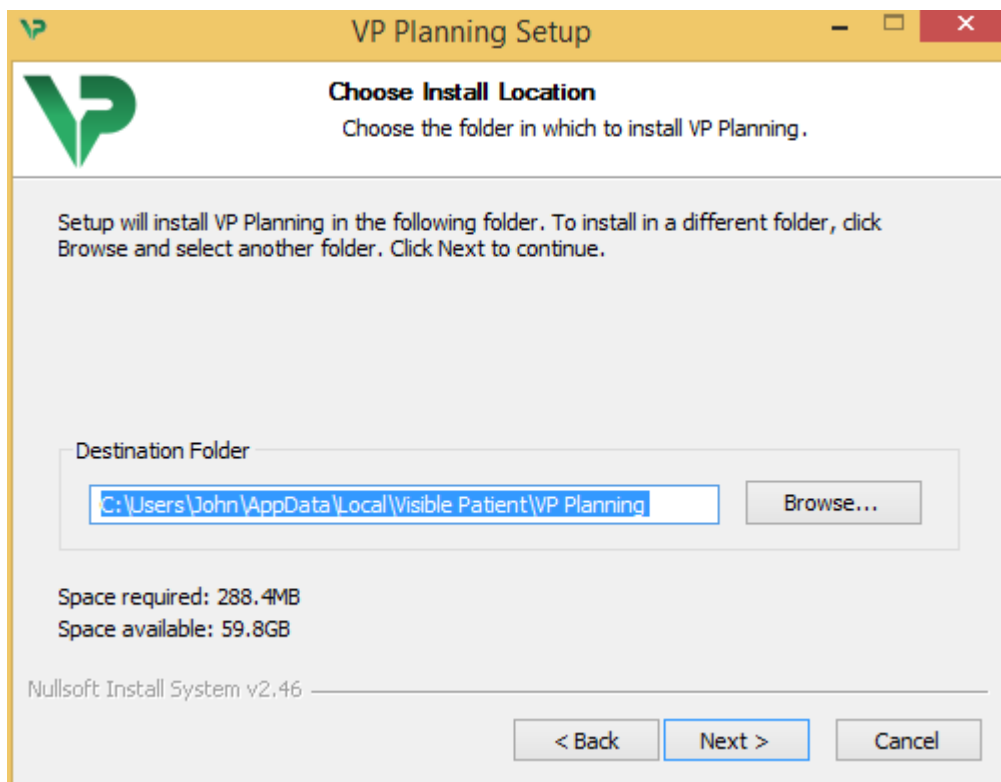 VP Planning Setup
Choose Install Location
Choose the folder in which to install VP Planning.
Setup will install VP Planning in the following folder. To install in a different folder, click
Browse and select another folder. Click Next to continue.
Destination Folder
C:\Users\John\AppData\Local\Visible Patient\VP Planning
Browse...
Space required: 288.4MB
Space available: 59.8GB
Nullsoft Install System v2.46
< Back Next > Cancel